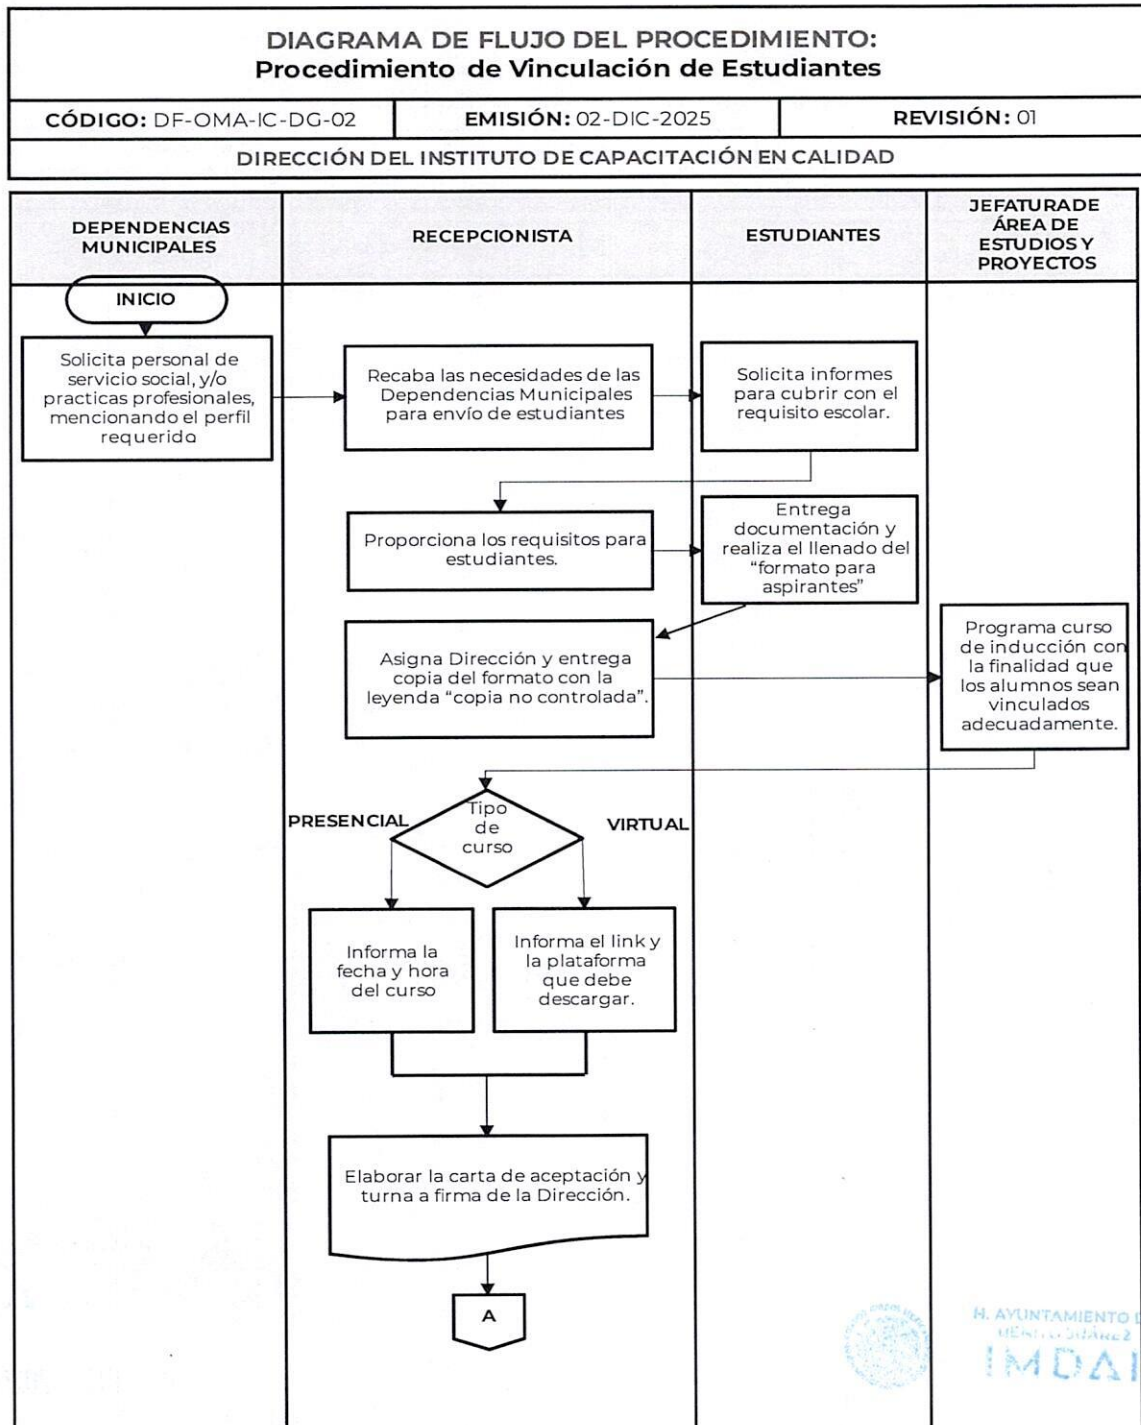 DIAGRAMA DE FLUJO DEL PROCEDIMIENTO:
Procedimiento de Vinculación de Estudiantes
CÓDIGO: DF-OMA-IC-DG-02
EMISIÓN: 02-DIC-2025
REVISIÓN: 01
DIRECCIÓN DEL INSTITUTO DE CAPACITACIÓN EN CALIDAD
DEPENDENCIAS
MUNICIPALES
RECEPCIONISTA
ESTUDIANTES
JEFATURADE
ÁREA DE
ESTUDIOS Y
PROYECTOS
INICIO
Solicita personal de
servicio social, y/o
practicas profesionales,
mencionando el perfil
requerido
Recaba las necesidades de las
Dependencias Municipales
para envío de estudiantes
Solicita informes
para cubrir con el
requisito escolar.
Proporciona los requisitos para
estudiantes.
Entrega
documentación y
realiza el llenado del
“formato para
aspirantes”
Asigna Dirección y entrega
copia del formato con la
leyenda “copia no controlada”.
Programa curso
de inducción con
la finalidad que
los alumnos sean
vinculados
adecuadamente.
Tipo
de
curso
PRESENCIAL
VIRTUAL
Informa la
fecha y hora
del curso
Informa el link y
la plataforma
que debe
descargar.
Elaborar la carta de aceptación y
turna a firma de la Dirección.
A
H. AYUNTAMIENTO D
IMDAI